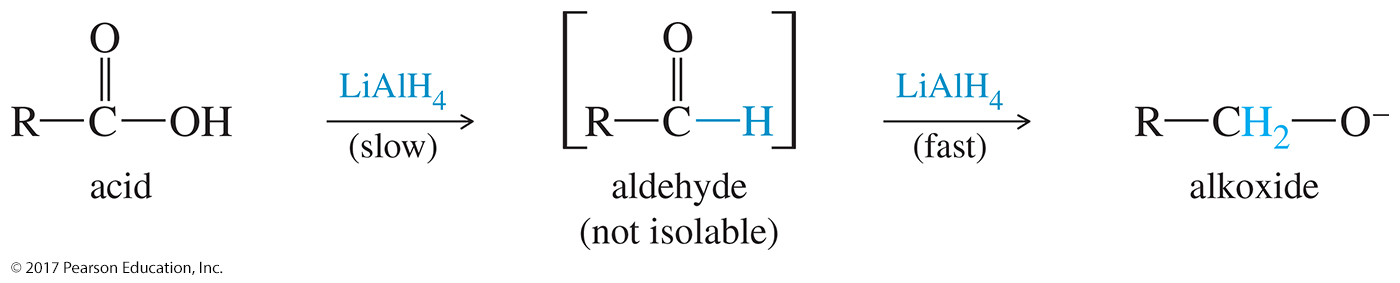 O
R—C—OH
acid
LiAlH4
(slow)
O
R—C—H
aldehyde
(not isolable)
LiAlH4
(fast)
R—CH2—O−
alkoxide
© 2017 Pearson Education, Inc.